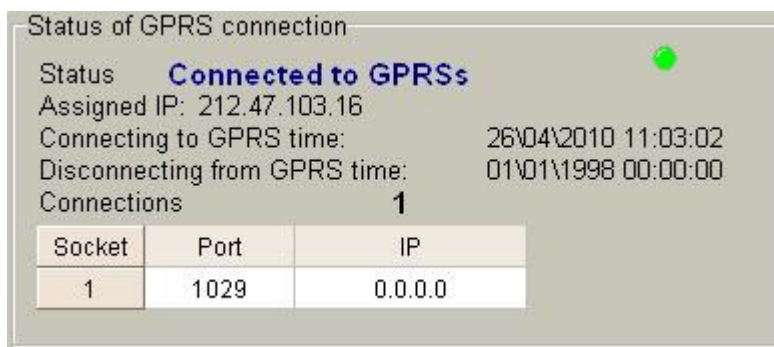 Status of GPRS connection
Status Connected to GPRSs
Assigned IP: 212.47.103.16
Connecting to GPRS time: 26\04\2010 11:03:02
Disconnecting from GPRS time: 01\01\1998 00:00:00
Connections 1
Socket Port IP
1 1029 0.0.0.0